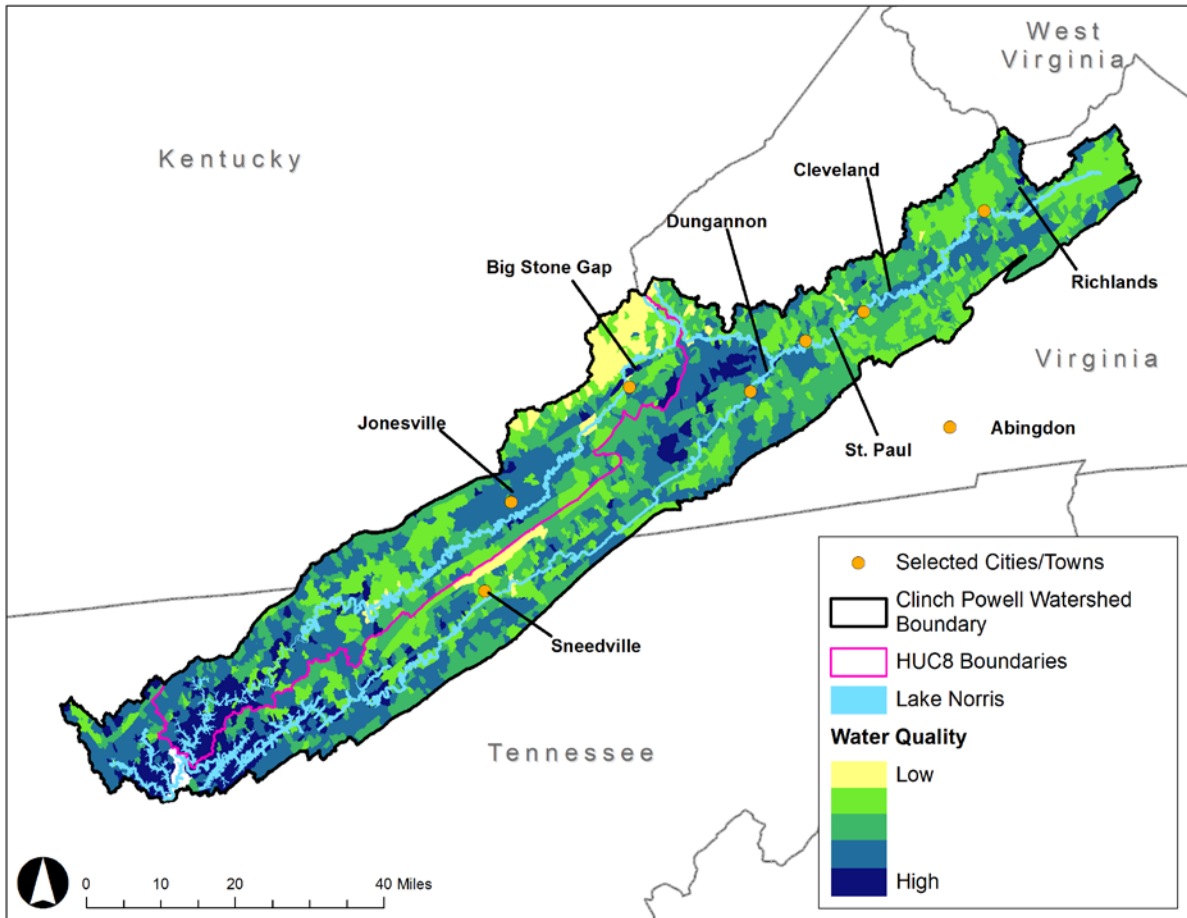 West
Virginia
Kentucky
Cleveland
Dungannon
Big Stone Gap
Richlands
Virginia
Jonesville
Abingdon
St. Paul
Sneedville
Tennessee
Selected Cities/Towns
Clinch Powell Watershed
Boundary
HUC8 Boundaries
Lake Norris
Water Quality
Low
High
0 10 20 40 Miles